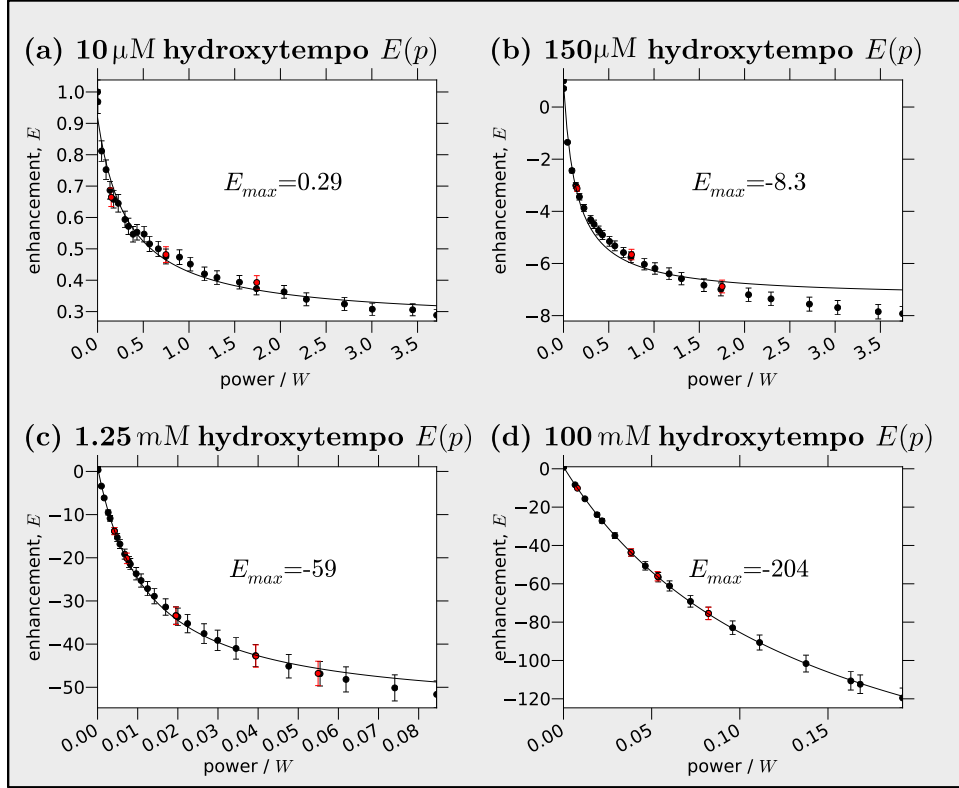 (a) 10 μM hydroxytempo E(p)
enhancement, E
1.0
0.9
0.8
0.7
0.6
0.5
0.4
0.3
E_max=0.29
0.0 0.5 1.0 1.5 2.0 2.5 3.0 3.5
power / W
(b) 150μM hydroxytempo E(p)
enhancement, E
0
−2
−4
−6
−8
E_max=-8.3
0.0 0.5 1.0 1.5 2.0 2.5 3.0 3.5
power / W
(c) 1.25 mM hydroxytempo E(p)
enhancement, E
0
−10
−20
−30
−40
−50
E_max=-59
0.00 0.01 0.02 0.03 0.04 0.05 0.06 0.07 0.08
power / W
(d) 100 mM hydroxytempo E(p)
enhancement, E
0
−20
−40
−60
−80
−100
−120
E_max=-204
0.00 0.05 0.10 0.15
power / W